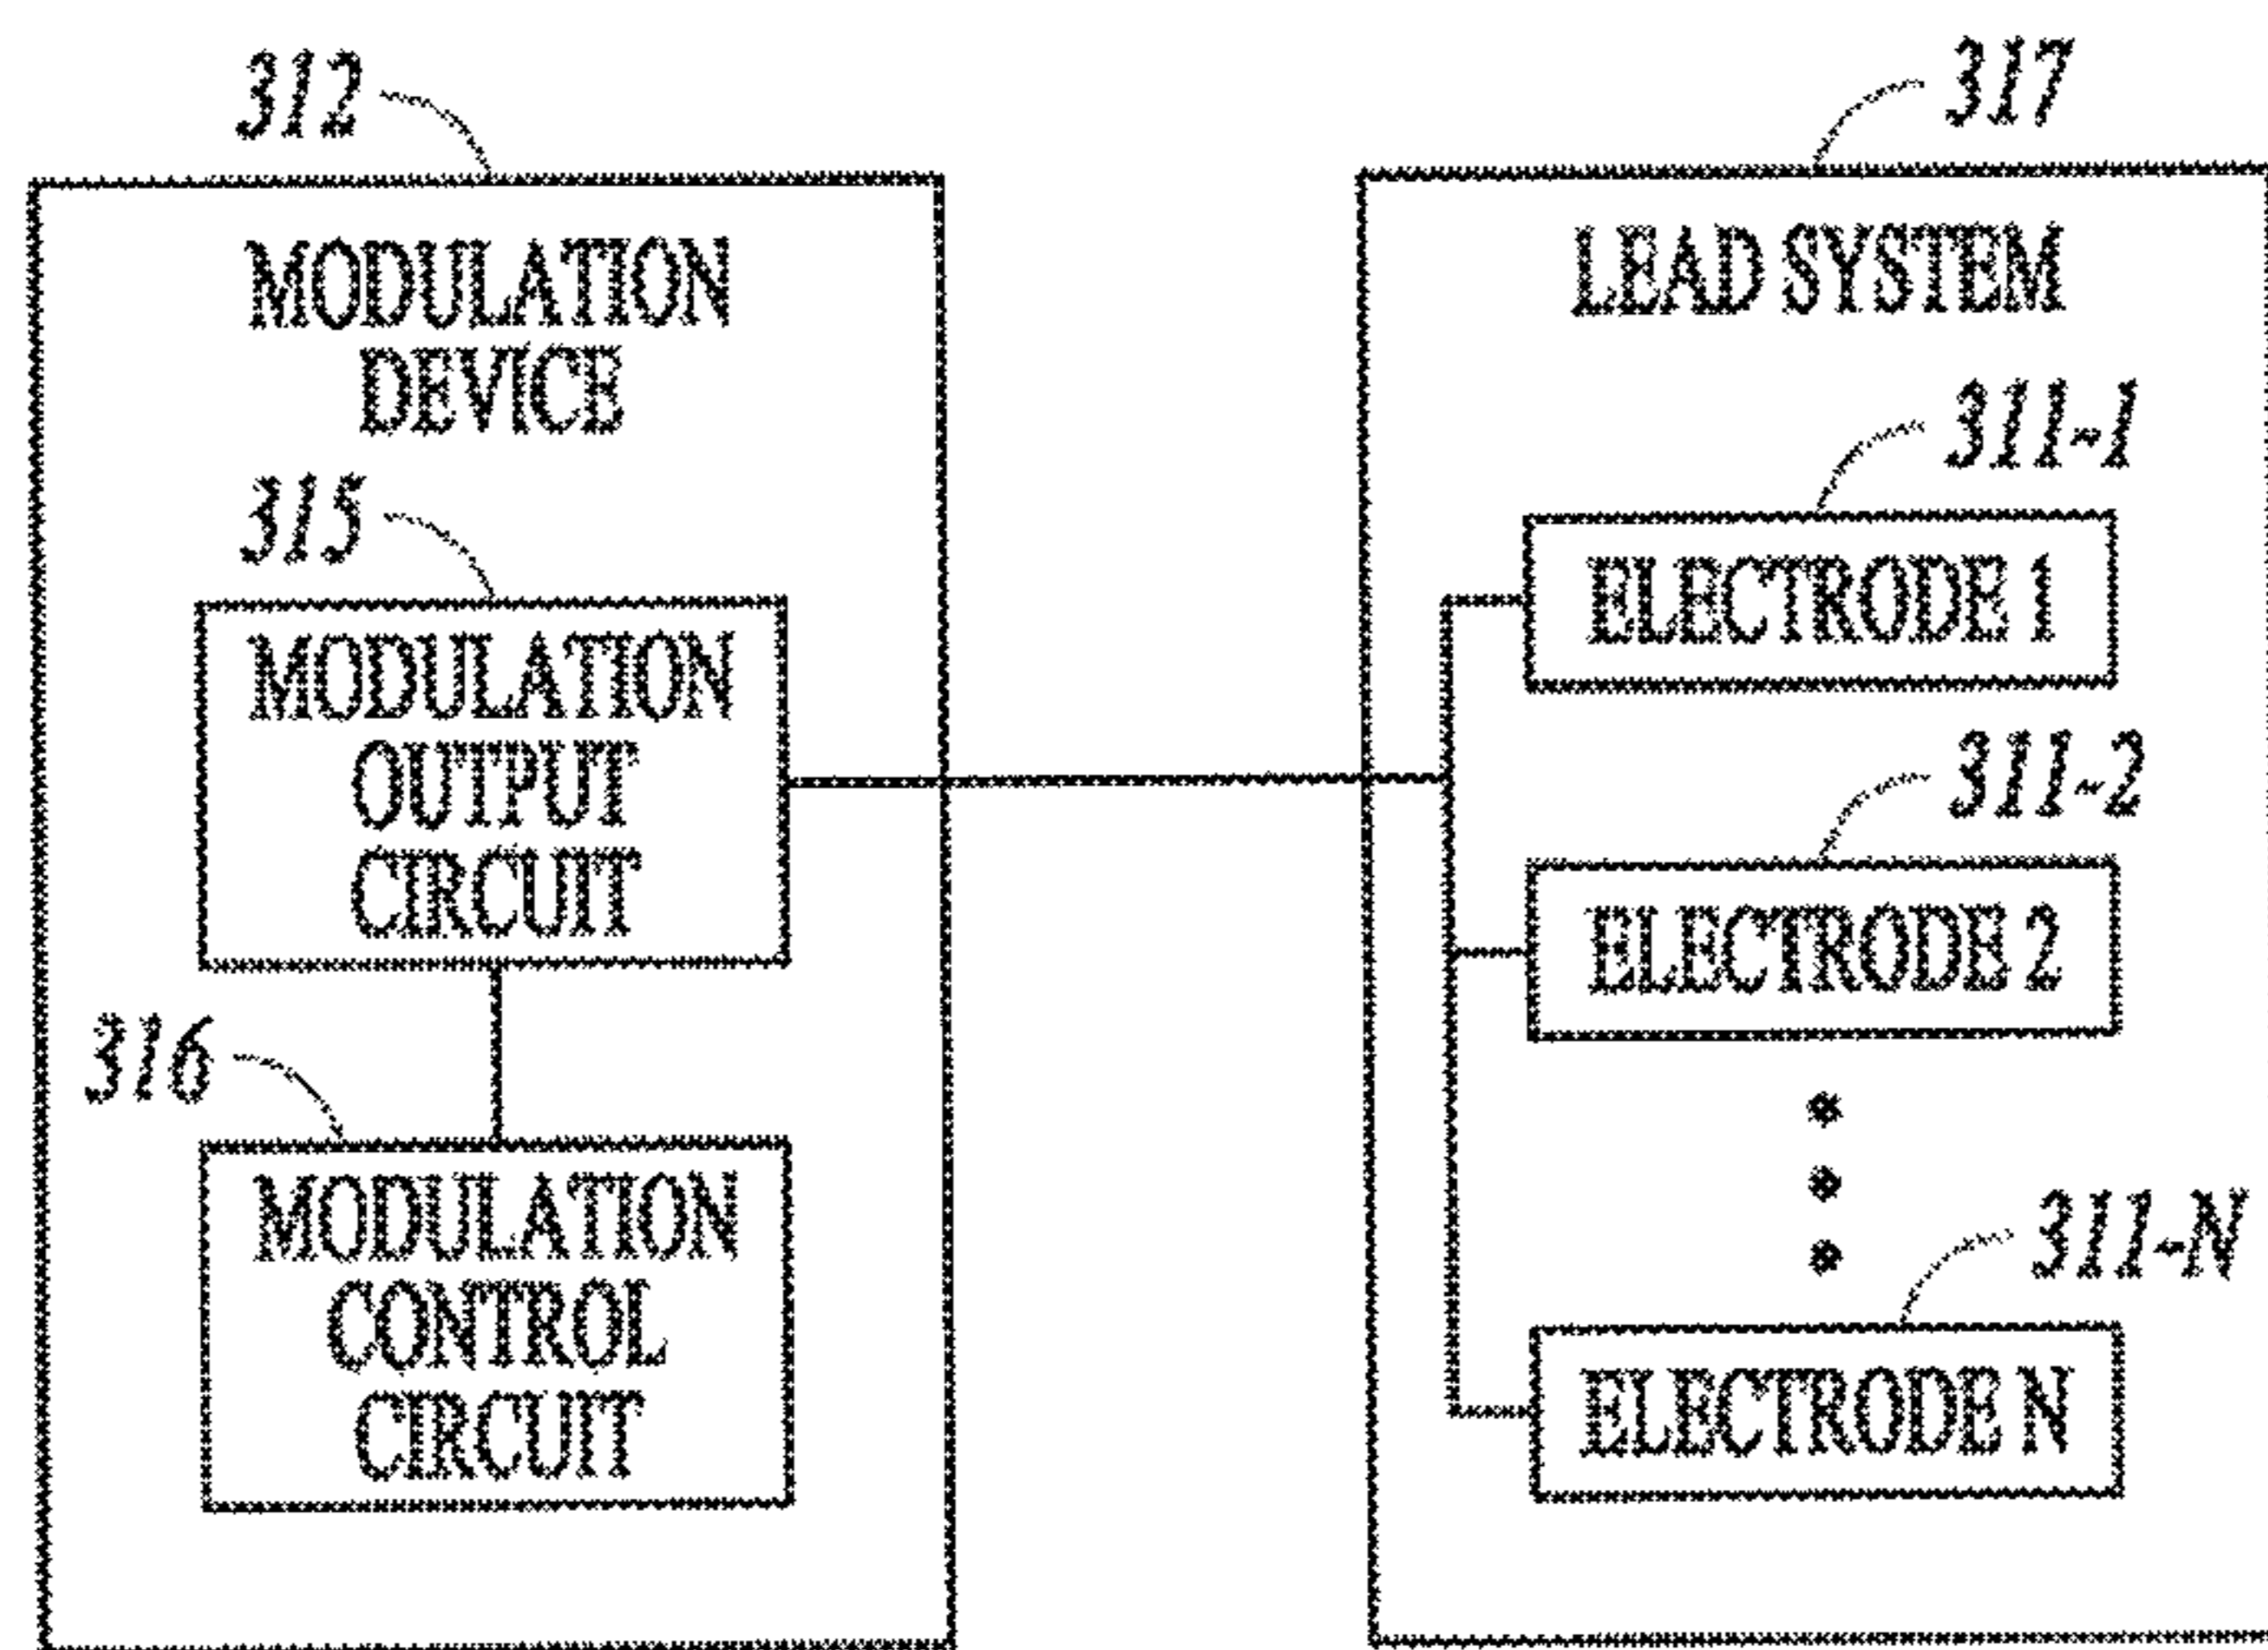 312
MODULATION
DEVICE
315
MODULATION
OUTPUT
CIRCUIT
316
MODULATION
CONTROL
CIRCUIT
317
LEAD SYSTEM
311-1
ELECTRODE 1
311-2
ELECTRODE 2
311-N
ELECTRODE N